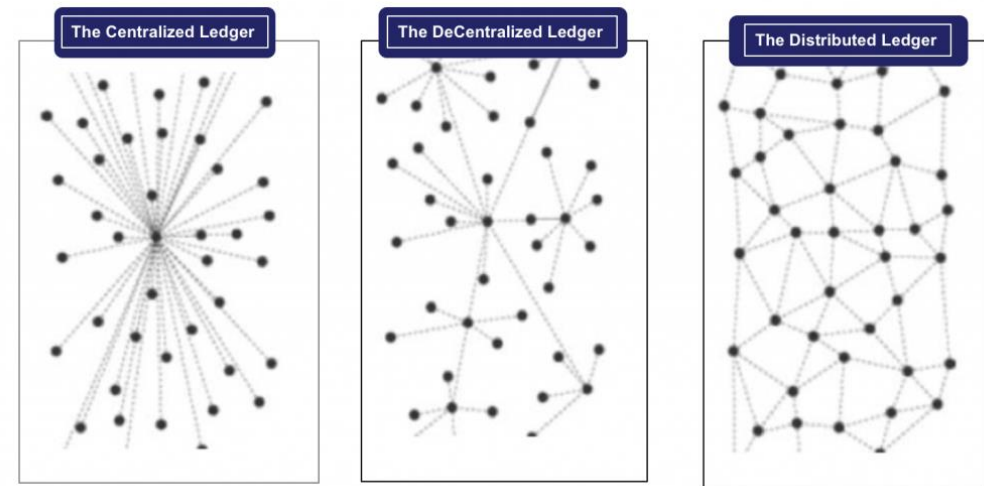 The Centralized Ledger
The DeCentralized Ledger
The Distributed Ledger